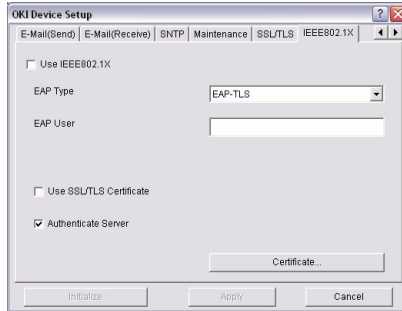 OKI Device Setup
E-Mail(Send) E-Mail(Receive) SNTP Maintenance SSL/TLS IEEE802.1X
Use IEEE802.1X
EAP Type EAP-TLS
EAP User
Use SSL/TLS Certificate
Authenticate Server
Certificate...
Initialize Apply Cancel